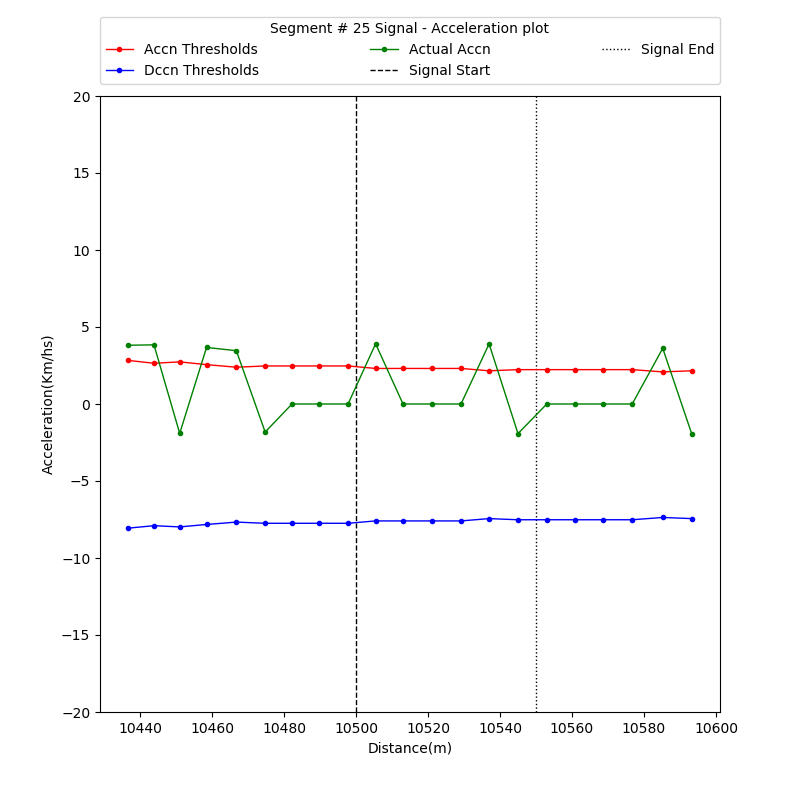 Segment # 25 Signal - Acceleration plot
Accn Thresholds
Dccn Thresholds
Actual Accn
Signal Start
Signal End
20
15
10
5
0
−5
−10
−15
−20
Acceleration(Km/hs)
10440 10460 10480 10500 10520 10540 10560 10580 10600
Distance(m)